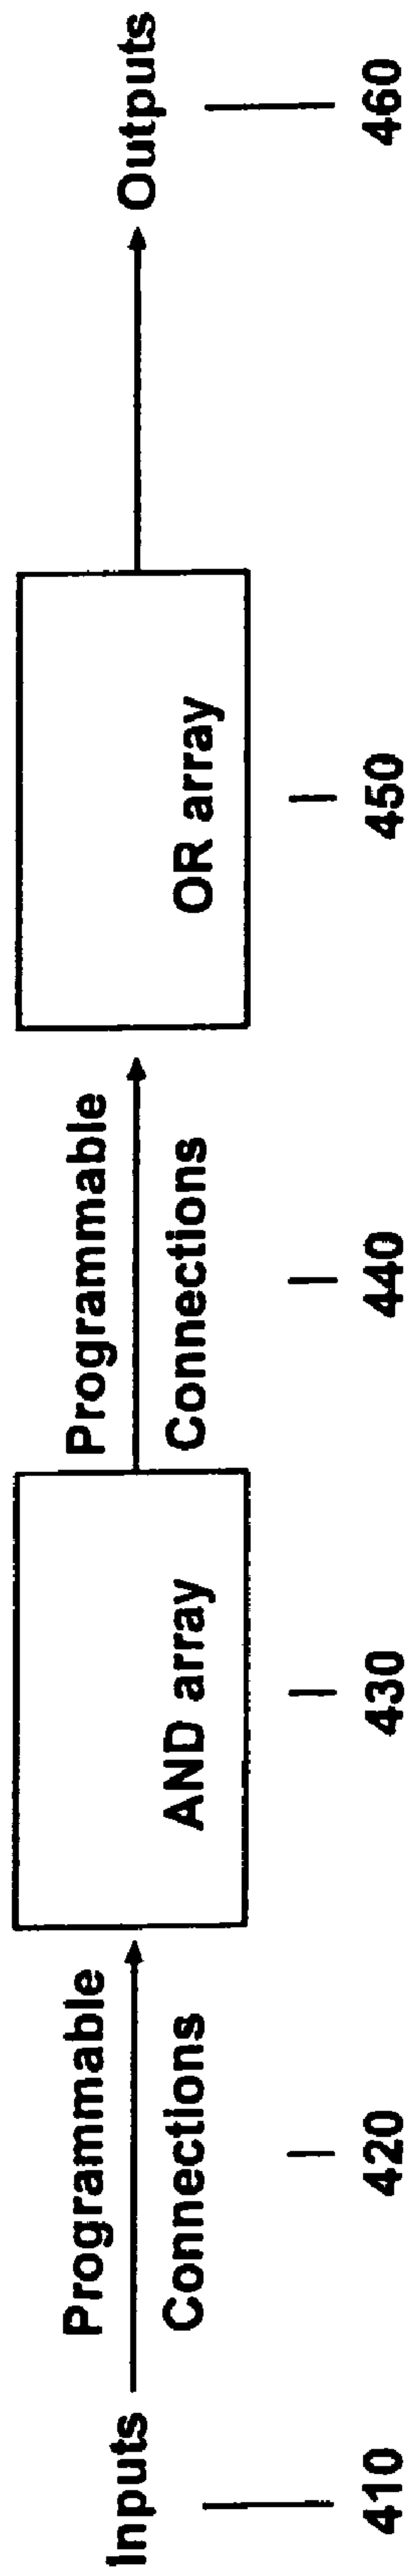 Inputs
Programmable
Connections
AND array
Programmable
Connections
OR array
Outputs
410
420
430
440
450
460